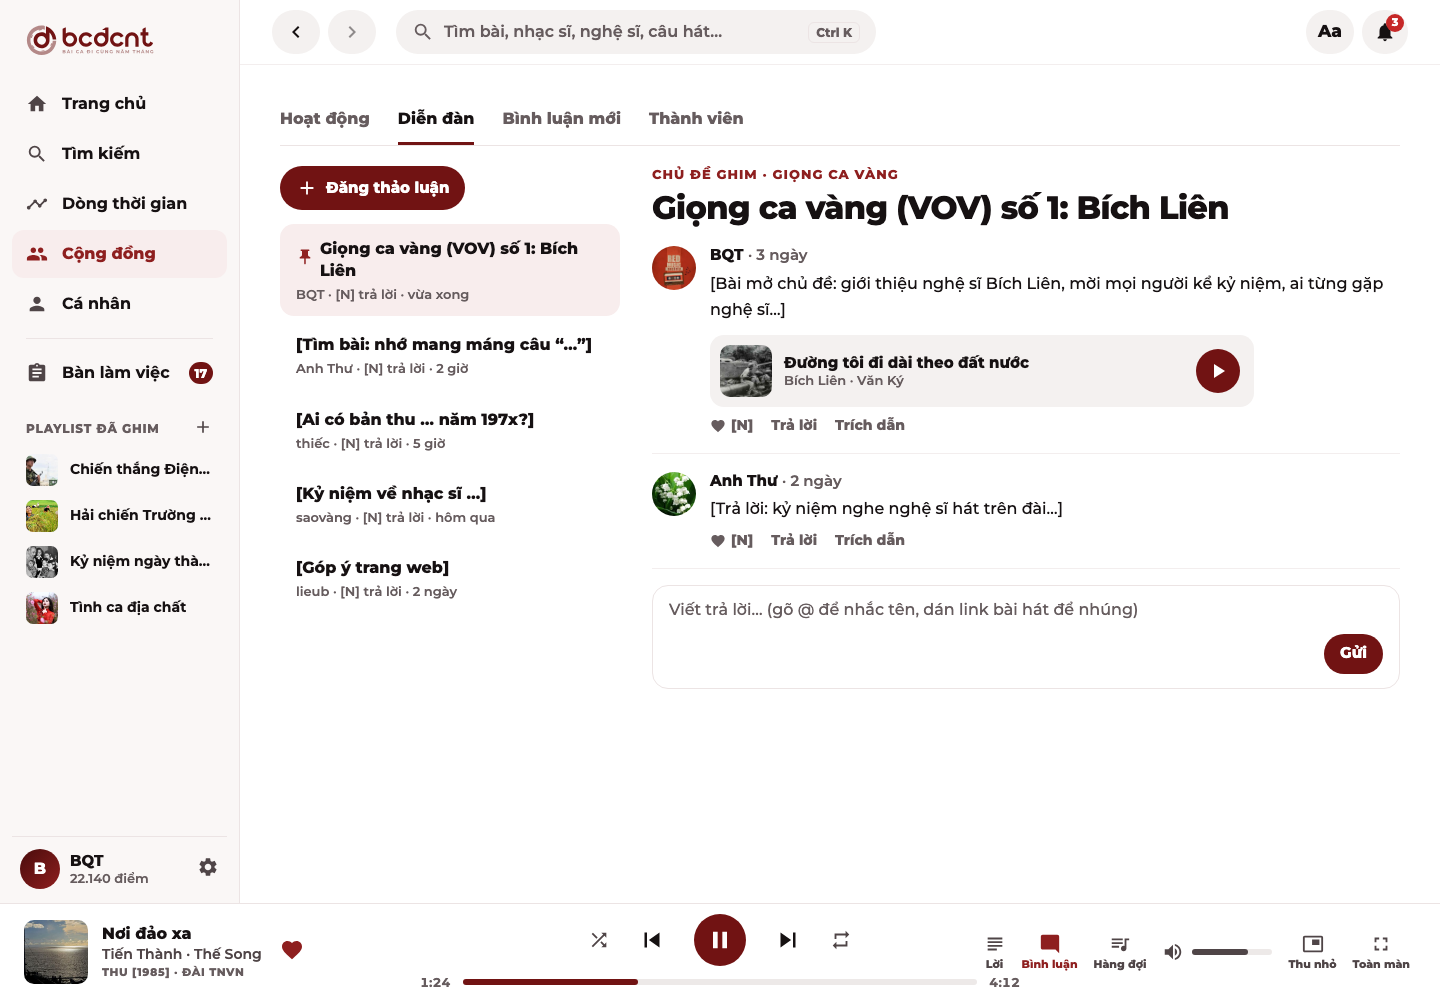 bcdcnt
BÀI CA ĐI CÙNG NĂM THÁNG
Trang chủ
Tìm kiếm
Dòng thời gian
Cộng đồng
Cá nhân
Bàn làm việc
17
PLAYLIST ĐÃ GHIM
Chiến thắng Điện...
Hải chiến Trường ...
Kỷ niệm ngày thà...
Tình ca địa chất
B
BQT
22.140 điểm
Tìm bài, nhạc sĩ, nghệ sĩ, câu hát...
Ctrl K
Aa
3
Hoạt động
Diễn đàn
Bình luận mới
Thành viên
Đăng thảo luận
Giọng ca vàng (VOV) số 1: Bích
Liên
BQT · [N] trả lời · vừa xong
[Tìm bài: nhớ mang máng câu “...”]
Anh Thư · [N] trả lời · 2 giờ
[Ai có bản thu ... năm 197x?]
thiếc · [N] trả lời · 5 giờ
[Kỷ niệm về nhạc sĩ ...]
saovàng · [N] trả lời · hôm qua
[Góp ý trang web]
lieub · [N] trả lời · 2 ngày
CHỦ ĐỀ GHIM · GIỌNG CA VÀNG
Giọng ca vàng (VOV) số 1: Bích Liên
BQT · 3 ngày
[Bài mở chủ đề: giới thiệu nghệ sĩ Bích Liên, mời mọi người kể kỷ niệm, ai từng gặp
nghệ sĩ...]
Đường tôi đi dài theo đất nước
Bích Liên · Văn Ký
[N] Trả lời Trích dẫn
Anh Thư · 2 ngày
[Trả lời: kỷ niệm nghe nghệ sĩ hát trên đài...]
[N] Trả lời Trích dẫn
Viết trả lời... (gõ @ để nhắc tên, dán link bài hát để nhúng)
Gửi
Nơi đảo xa
Tiến Thành · Thế Song
THU [1985] · ĐÀI TNVN
1:24
4:12
Lời
Bình luận
Hàng đợi
Thu nhỏ
Toàn màn